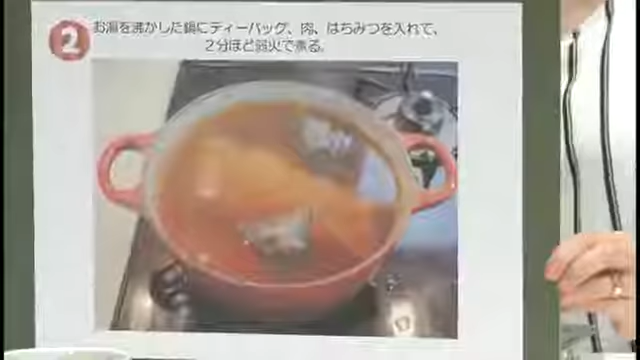 2
お湯を沸かした鍋にティーバッグ、肉、はちみつを入れて、
2分ほど弱火で煮る。